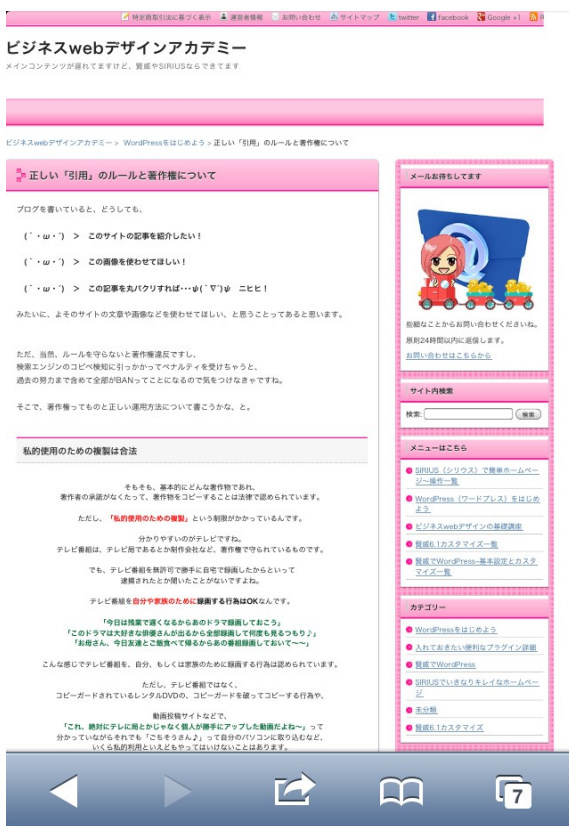 特定商取引法に基づく表示 運営者情報 お問い合わせ サイトマップ twitter facebook Google +1
ビジネスwebデザインアカデミー
メインコンテンツが遅れてますけど、賢威やSIRIUSならできてます
ビジネスwebデザインアカデミー > WordPressをはじめよう > 正しい「引用」のルールと著作権について
正しい「引用」のルールと著作権について
ブログを書いていると、どうしても、
(｀・ω・´) > このサイトの記事を紹介したい！
(｀・ω・´) > この画像を使わせてほしい！
(｀・ω・´) > この記事を丸パクリすれば･･･ψ(｀∇´)ψ ニヒヒ！
みたいに、よそのサイトの文章や画像などを使わせてほしい、と思うことってあると思います。
ただ、当然、ルールを守らないと著作権違反ですし、
検索エンジンのコピペ検知に引っかかってペナルティを受けちゃうと、
過去の努力まで含めて全部がBANってことになるので気をつけなきゃですね。
そこで、著作権ってものと正しい運用方法について書こうかな、と。
私的使用のための複製は合法
そもそも、基本的にどんな著作物であれ、
著作者の承諾がなくたって、著作物をコピーすることは法律で認められています。
ただし、「私的使用のための複製」という制限がかかっているんです。
分かりやすいのがテレビですね。
テレビ番組は、テレビ局であるとか制作会社など、著作権で守られているものです。
でも、テレビ番組を無許可で勝手に自宅で録画したからといって
逮捕されたとか聞いたことがないですよね。
テレビ番組を自分や家族のために録画する行為はOKなんです。
「今日は残業で遅くなるからあのドラマ録画しておこう」
「このドラマは大好きな俳優さんが出るから全部録画して何度も見るつもり♪」
「お母さん、今日友達とご飯食べて帰るからあの番組録画しておいて〜〜」
こんな感じでテレビ番組を、自分、もしくは家族のために録画する行為は認められています。
ただし、テレビ番組ではなく、
コピーガードされているレンタルDVDの、コピーガードを破ってコピーする行為や、
動画投稿サイトなどで、
「これ、絶対にテレビ局とかじゃなく個人が勝手にアップした動画だよね〜」って
分かっていながらそれでも「ごちそうさん♪」って自分のパソコンに取り込むなど、
いくら私的利用といえどもやってはいけないことはあります。
メールお待ちしてます
@
些細なことからお問い合わせくださいね。
原則24時間以内に返信します。
お問い合わせはこちらから
サイト内検索
検索: 検索
メニューはこちら
SIRIUS（シリウス）で簡単ホームペー
ジ〜操作一覧
WordPress（ワードプレス）をはじめ
よう
ビジネスwebデザインの基礎講座
賢威6.1カスタマイズ一覧
賢威でWordPress−基本設定とカスタ
マイズ一覧
カテゴリー
WordPressをはじめよう
入れておきたい便利なプラグイン詳細
賢威でWordPress
SIRIUSでいきなりキレイなホームペー
ジ
未分類
賢威6.1カスタマイズ
7